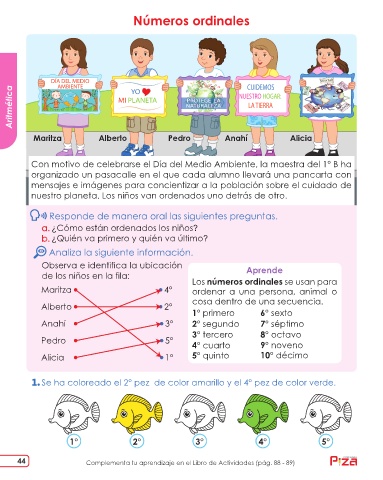 Números ordinales
Aritmética
DÍA DEL MEDIO
AMBIENTE
YO
MI PLANETA
PROTEGE LA
NATURALEZA
CUIDEMOS
NUESTRO HOGAR
LA TIERRA
Maritza Alberto Pedro Anahí Alicia
Con motivo de celebrarse el Día del Medio Ambiente, la maestra del 1° B ha
organizado un pasacalle en el que cada alumno llevará una pancarta con
mensajes e imágenes para concientizar a la población sobre el cuidado de
nuestro planeta. Los niños van ordenados uno detrás de otro.
Responde de manera oral las siguientes preguntas.
a. ¿Cómo están ordenados los niños?
b. ¿Quién va primero y quién va último?
Analiza la siguiente información.
Observa e identifica la ubicación
de los niños en la fila:
Maritza 4°
Alberto 2°
Anahí 3°
Pedro 5°
Alicia 1°
Aprende
Los números ordinales se usan para
ordenar a una persona, animal o
cosa dentro de una secuencia.
1° primero 6° sexto
2° segundo 7° séptimo
3° tercero 8° octavo
4° cuarto 9° noveno
5° quinto 10° décimo
1. Se ha coloreado el 2° pez de color amarillo y el 4° pez de color verde.
1° 2° 3° 4° 5°
44
Complementa tu aprendizaje en el Libro de Actividades (pág. 88 - 89)